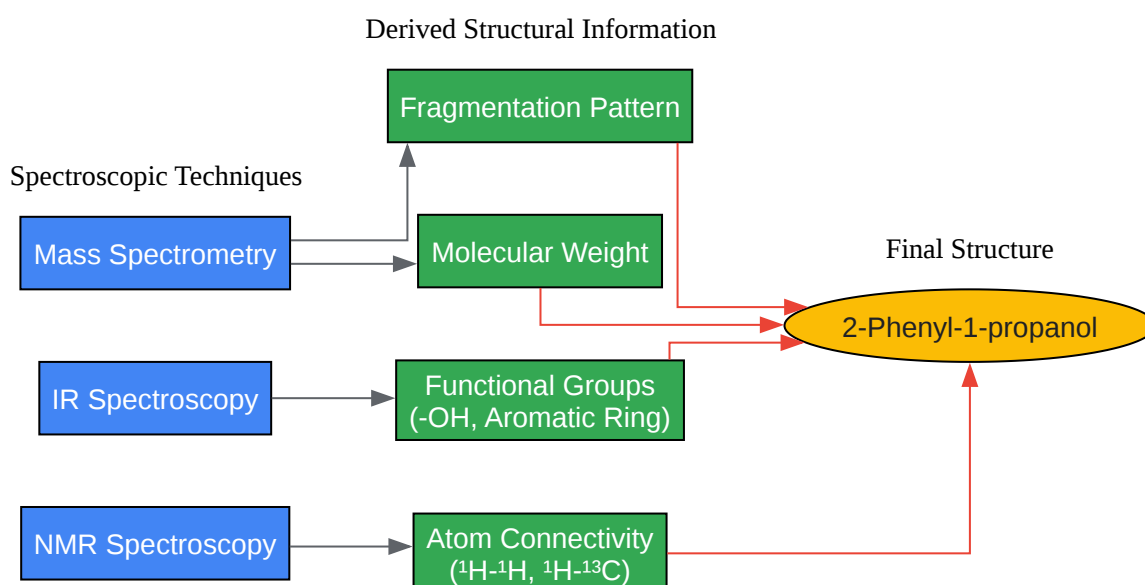 Derived Structural Information
Fragmentation Pattern
Spectroscopic Techniques
Mass Spectrometry
Molecular Weight
Final Structure
2-Phenyl-1-propanol
IR Spectroscopy
Functional Groups
(-OH, Aromatic Ring)
NMR Spectroscopy
Atom Connectivity
(¹H-¹H, ¹H-¹³C)